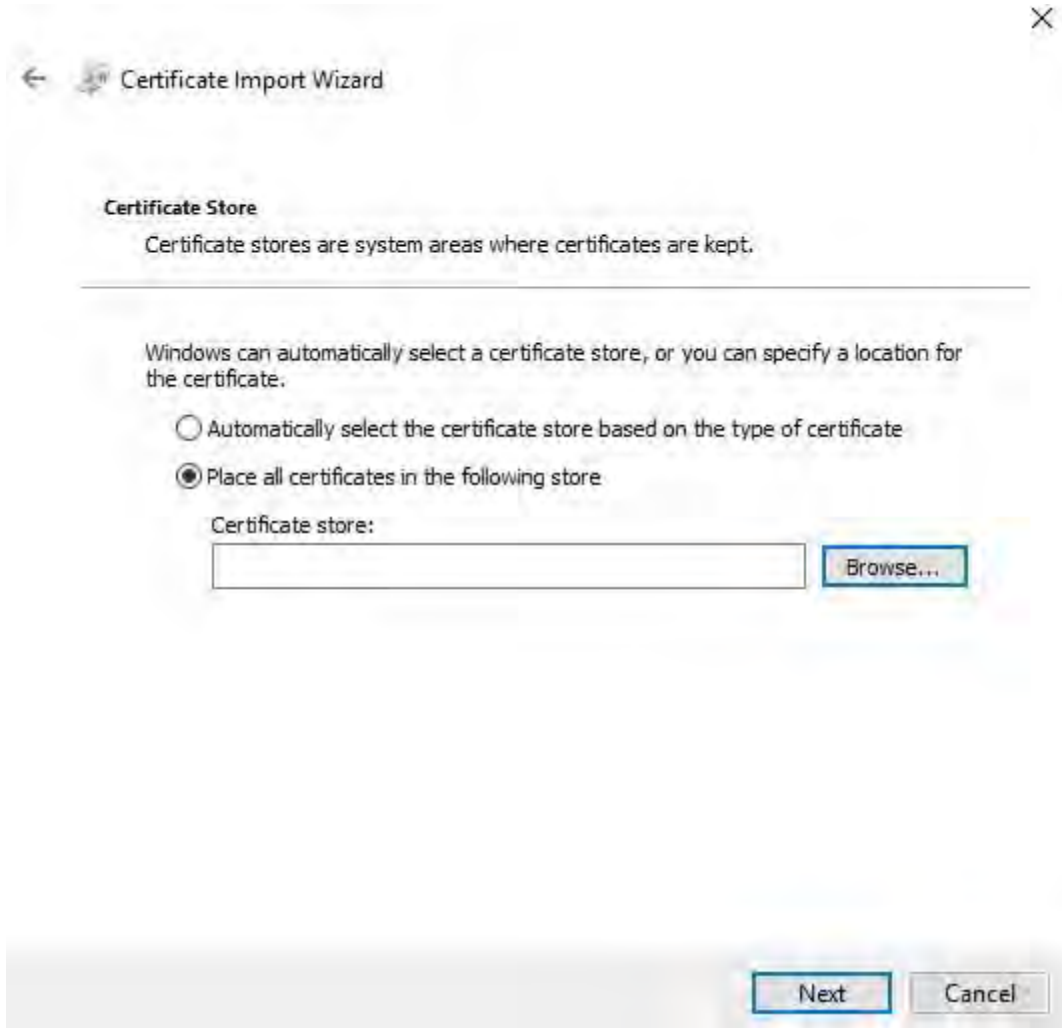 Certificate Import Wizard
Certificate Store
Certificate stores are system areas where certificates are kept.
Windows can automatically select a certificate store, or you can specify a location for
the certificate.
Automatically select the certificate store based on the type of certificate
Place all certificates in the following store
Certificate store:
Browse...
Next
Cancel